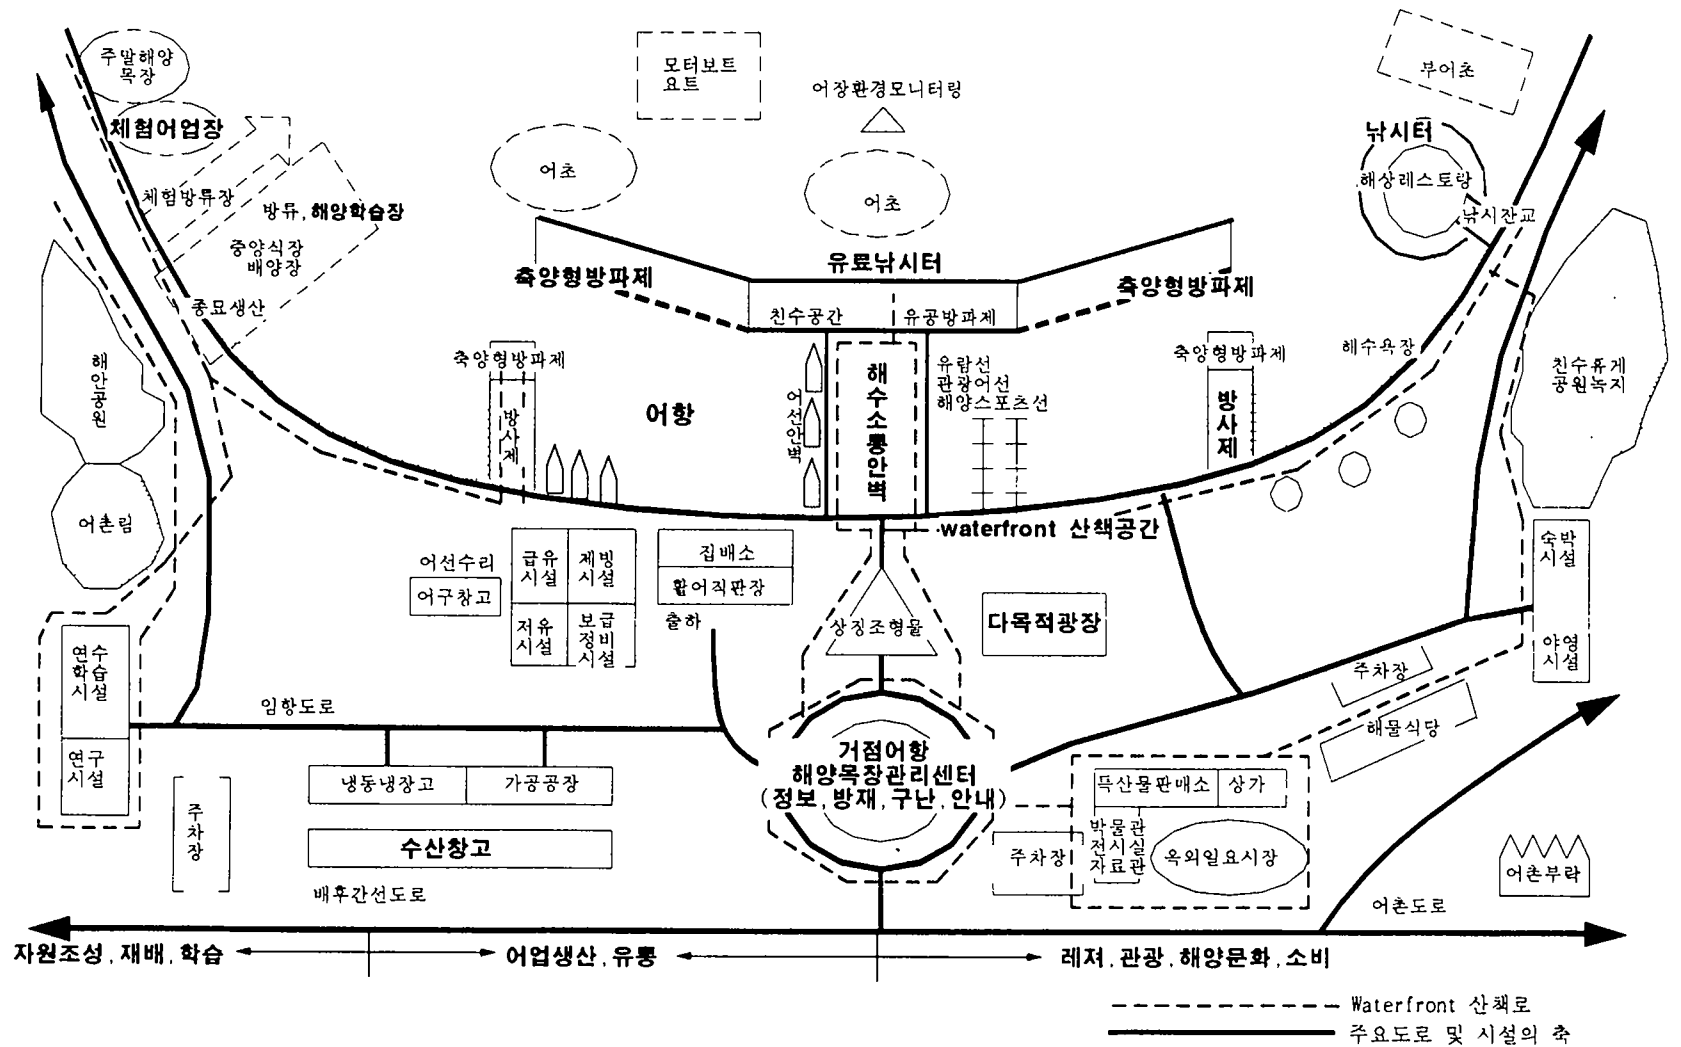 주말해양
목장
체험어업장
체험방류장
방류, 해양학습장
중양식장
배양장
종묘생산
모터보트
요트
어장환경모니터링
어초
어초
부어초
낚시터
해상레스토랑
낚시잔교
유료낚시터
축양형방파제
축양형방파제
친수공간
유공방파제
해안공원
축양형방파제
방사제
어항
어선안벽
해수소통안벽
유람선
관광어선
해양스포츠선
축양형방파제
방사제
해수욕장
친수휴게
공원녹지
어촌림
waterfront 산책공간
어선수리
어구창고
급유
시설
제빙
시설
저유
시설
보급
정비
시설
집배소
활어직판장
출하
상징조형물
다목적광장
숙박
시설
야영
시설
연수
학습
시설
연구
시설
임항도로
주차장
해물식당
거점어항
해양목장관리센터
(정보, 방재, 구난, 안내)
냉동냉장고
가공공장
수산창고
주차장
배후간선도로
주차장
특산물판매소
상가
박물관
전시실
자료관
옥외일요시장
어촌부락
어촌도로
자원조성, 재배, 학습
어업생산, 유통
레져, 관광, 해양문화, 소비
Waterfront 산책로
주요도로 및 시설의 축